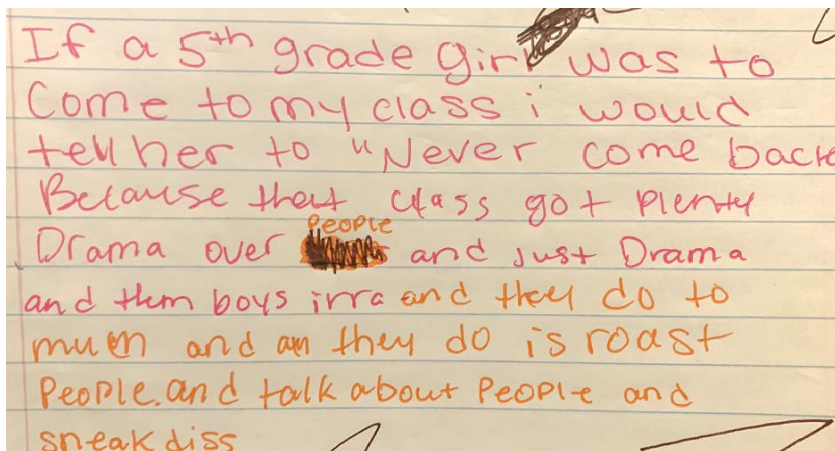 If a 5th grade girl was to
Come to my class i would
tell her to "Never come back
Because that class got Plenty
Drama over People and just Drama
and them boys irra and they do to
much and all they do is roast
People. and talk about People and
sneak diss